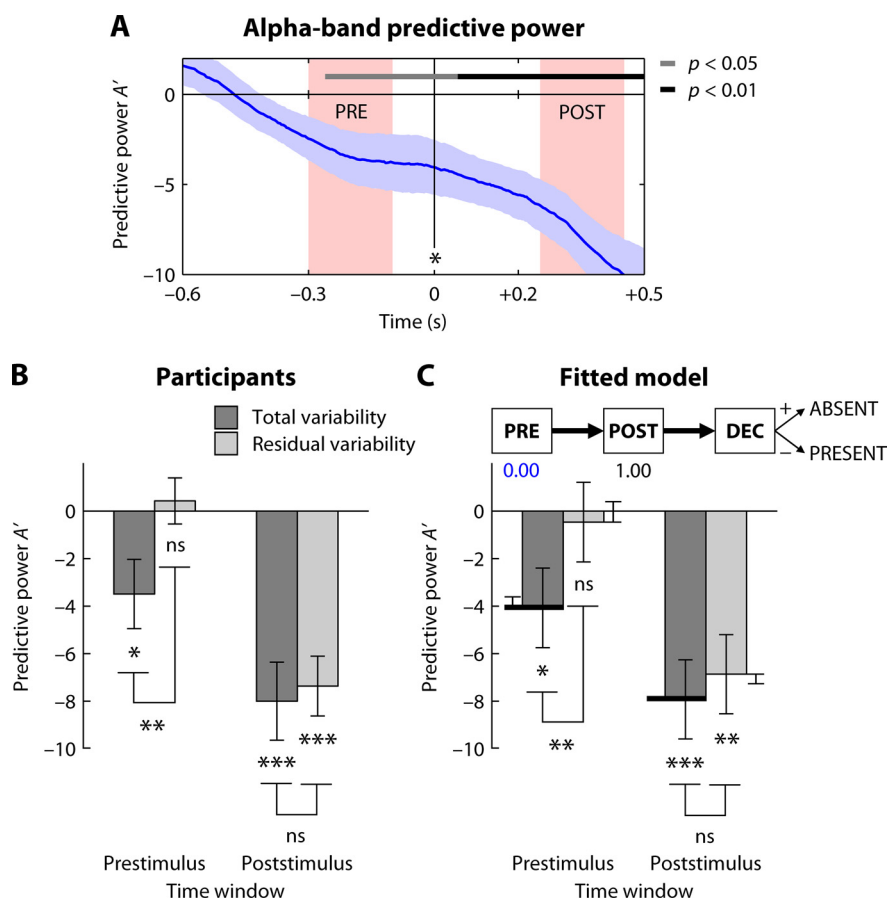 A Alpha-band predictive power
p < 0.05
p < 0.01
Predictive power A′
0
−5
−10
PRE
POST
*
−0.6
−0.3
0
+0.2
+0.5
Time (s)
B Participants
Total variability
Residual variability
Predictive power A′
0
−2
−4
−6
−8
−10
ns
*
**
***
***
ns
Prestimulus
Poststimulus
Time window
C Fitted model
PRE
POST
DEC
+
ABSENT
−
PRESENT
0.00
1.00
Predictive power A′
0
−2
−4
−6
−8
−10
ns
*
**
***
**
ns
Prestimulus
Poststimulus
Time window